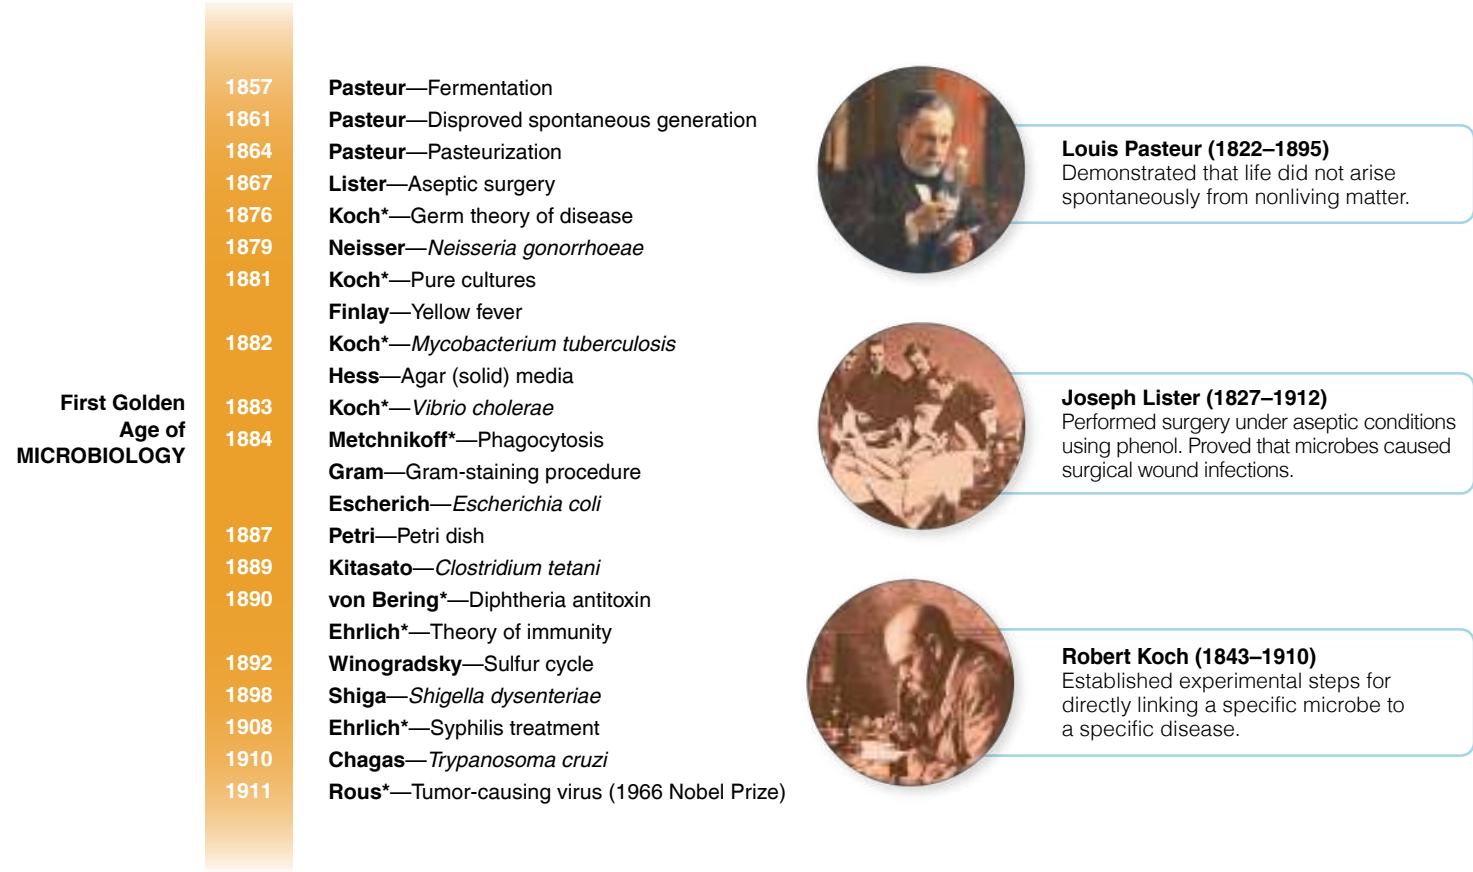 First Golden
Age of
MICROBIOLOGY
1857 Pasteur—Fermentation
1861 Pasteur—Disproved spontaneous generation
1864 Pasteur—Pasteurization
1867 Lister—Aseptic surgery
1876 Koch*—Germ theory of disease
1879 Neisser—Neisseria gonorrhoeae
1881 Koch*—Pure cultures
Finlay—Yellow fever
1882 Koch*—Mycobacterium tuberculosis
Hess—Agar (solid) media
1883 Koch*—Vibrio cholerae
1884 Metchnikoff*—Phagocytosis
Gram—Gram-staining procedure
Escherich—Escherichia coli
1887 Petri—Petri dish
1889 Kitasato—Clostridium tetani
1890 von Bering*—Diphtheria antitoxin
Ehrlich*—Theory of immunity
1892 Winogradsky—Sulfur cycle
1898 Shiga—Shigella dysenteriae
1908 Ehrlich*—Syphilis treatment
1910 Chagas—Trypanosoma cruzi
1911 Rous*—Tumor-causing virus (1966 Nobel Prize)
Louis Pasteur (1822–1895)
Demonstrated that life did not arise
spontaneously from nonliving matter.
Joseph Lister (1827–1912)
Performed surgery under aseptic conditions
using phenol. Proved that microbes caused
surgical wound infections.
Robert Koch (1843–1910)
Established experimental steps for
directly linking a specific microbe to
a specific disease.